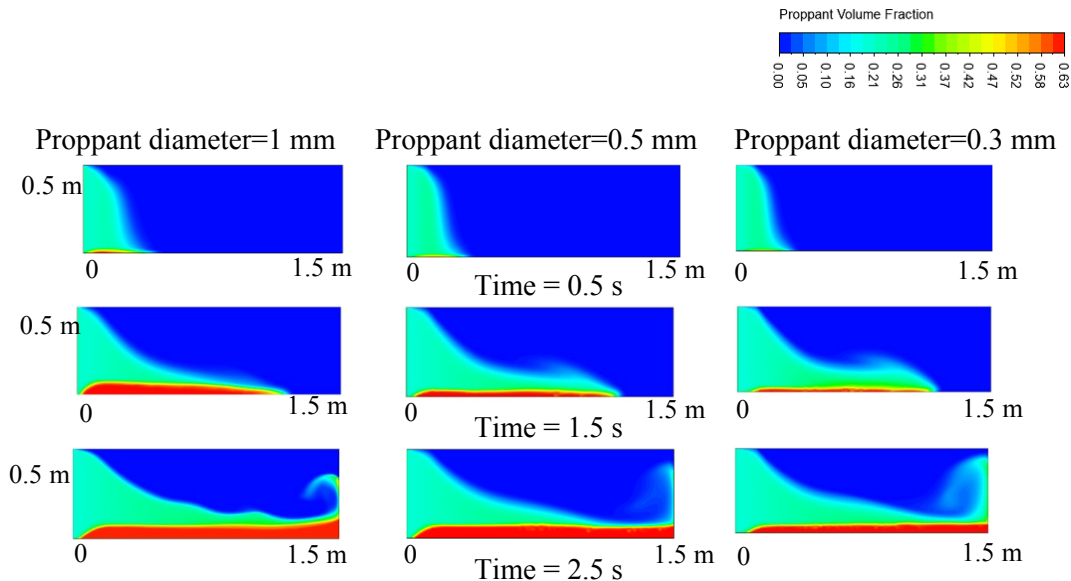 Proppant Volume Fraction
0.00 0.05 0.10 0.16 0.21 0.26 0.31 0.37 0.42 0.47 0.52 0.58 0.63
Proppant diameter=1 mm Proppant diameter=0.5 mm Proppant diameter=0.3 mm
0.5 m
0 1.5 m 0 1.5 m 0 1.5 m
Time = 0.5 s
0.5 m
0 1.5 m 0 1.5 m 0 1.5 m
Time = 1.5 s
0.5 m
0 1.5 m 0 1.5 m 0 1.5 m
Time = 2.5 s